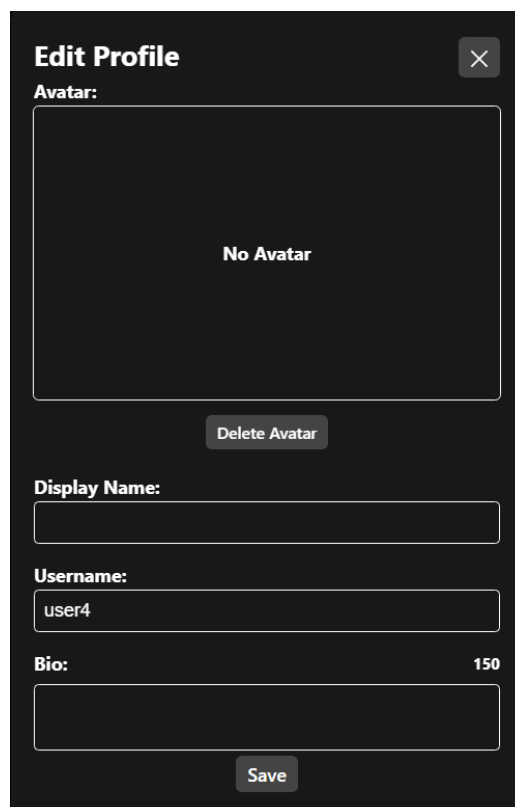 Edit Profile
Avatar:
No Avatar
Delete Avatar
Display Name:
Username:
user4
Bio: 150
Save